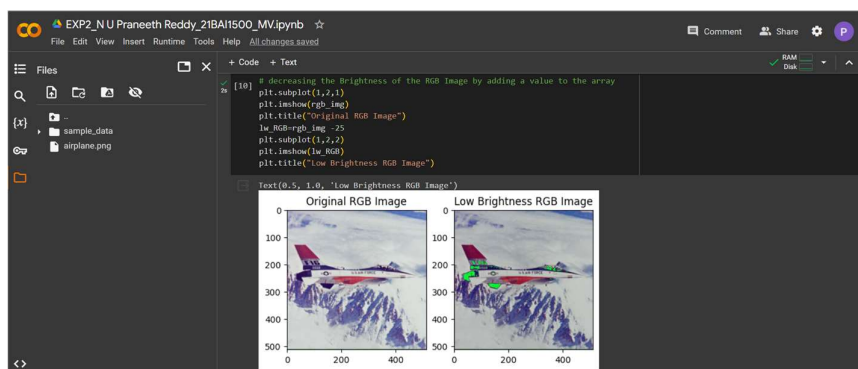 EXP2_N U Praneeth Reddy_21BAI1500_MV.ipynb
File Edit View Insert Runtime Tools Help All changes saved
Comment Share P
Files
+ Code + Text
RAM
Disk
..
sample_data
airplane.png
{x}
<>
2s
[10] # decreasing the Brightness of the RGB Image by adding a value to the array
plt.subplot(1,2,1)
plt.imshow(rgb_img)
plt.title("Original RGB Image")
lw_RGB=rgb_img -25
plt.subplot(1,2,2)
plt.imshow(lw_RGB)
plt.title("Low Brightness RGB Image")
Text(0.5, 1.0, 'Low Brightness RGB Image')
Original RGB Image Low Brightness RGB Image
0 0
100 100
200 200
300 300
400 400
500 500
0 200 400 0 200 400